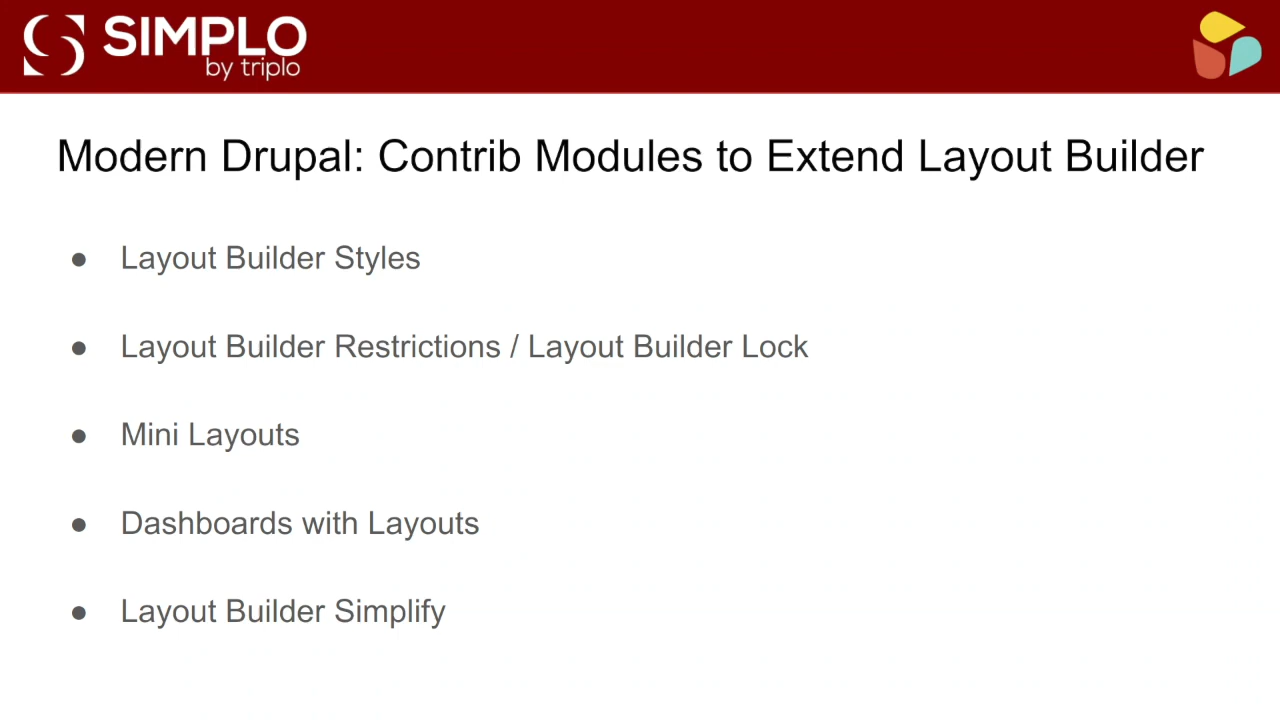 SIMPLO
by triplo
Modern Drupal: Contrib Modules to Extend Layout Builder
● Layout Builder Styles
● Layout Builder Restrictions / Layout Builder Lock
● Mini Layouts
● Dashboards with Layouts
● Layout Builder Simplify